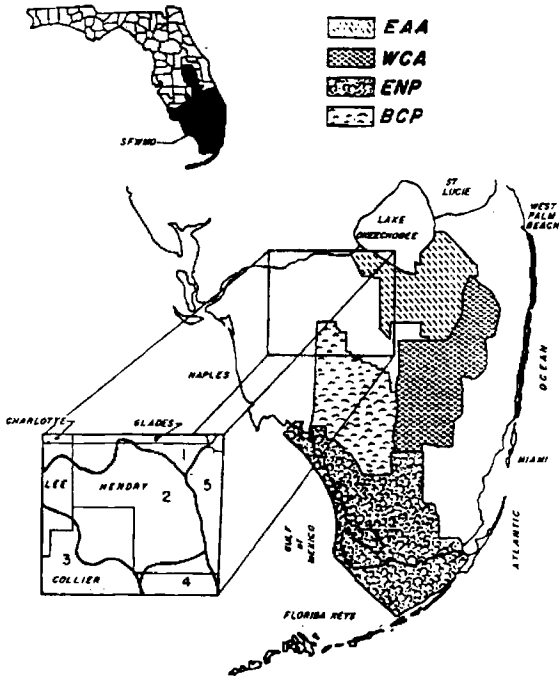 EAA
WCA
ENP
BCP
SFWMD
ST
LUCIE
LAKE
OKEECHOBEE
WEST
PALM
BEACH
OCEAN
NAPLES
CHARLOTTE
GLADES
1
LEE
HENDRY
2
5
3
COLLIER
4
MIAMI
GULF
of
MEXICO
ATLANTIC
FLORIDA KEYS